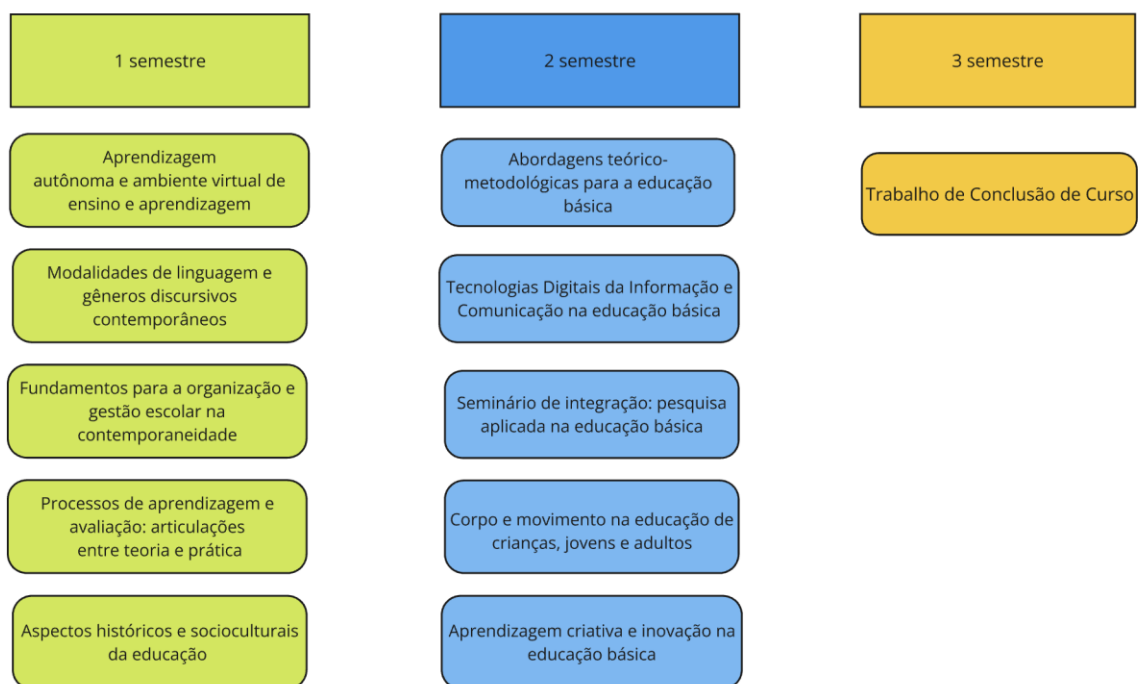 1 semestre
Aprendizagem
autônoma e ambiente virtual de
ensino e aprendizagem
Modalidades de linguagem e
gêneros discursivos
contemporâneos
Fundamentos para a organização e
gestão escolar na
contemporaneidade
Processos de aprendizagem e
avaliação: articulações
entre teoria e prática
Aspectos históricos e socioculturais
da educação
2 semestre
Abordagens teórico-
metodológicas para a educação
básica
Tecnologias Digitais da Informação e
Comunicação na educação básica
Seminário de integração: pesquisa
aplicada na educação básica
Corpo e movimento na educação de
crianças, jovens e adultos
Aprendizagem criativa e inovação na
educação básica
3 semestre
Trabalho de Conclusão de Curso